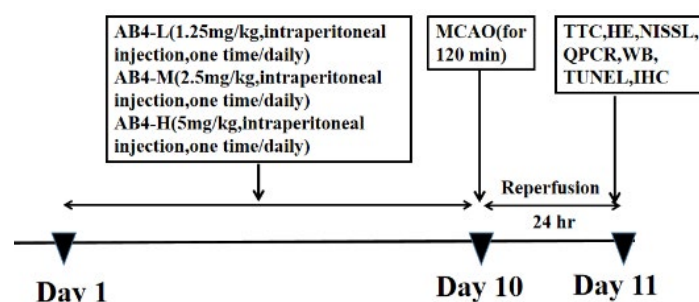 AB4-L(1.25mg/kg,intraperitoneal
injection,one time/daily)
AB4-M(2.5mg/kg,intraperitoneal
injection,one time/daily)
AB4-H(5mg/kg,intraperitoneal
injection,one time/daily)
MCAO(for
120 min)
TTC,HE,NISSL,
QPCR,WB,
TUNEL,IHC
Reperfusion
24 hr
Day 1
Day 10
Day 11